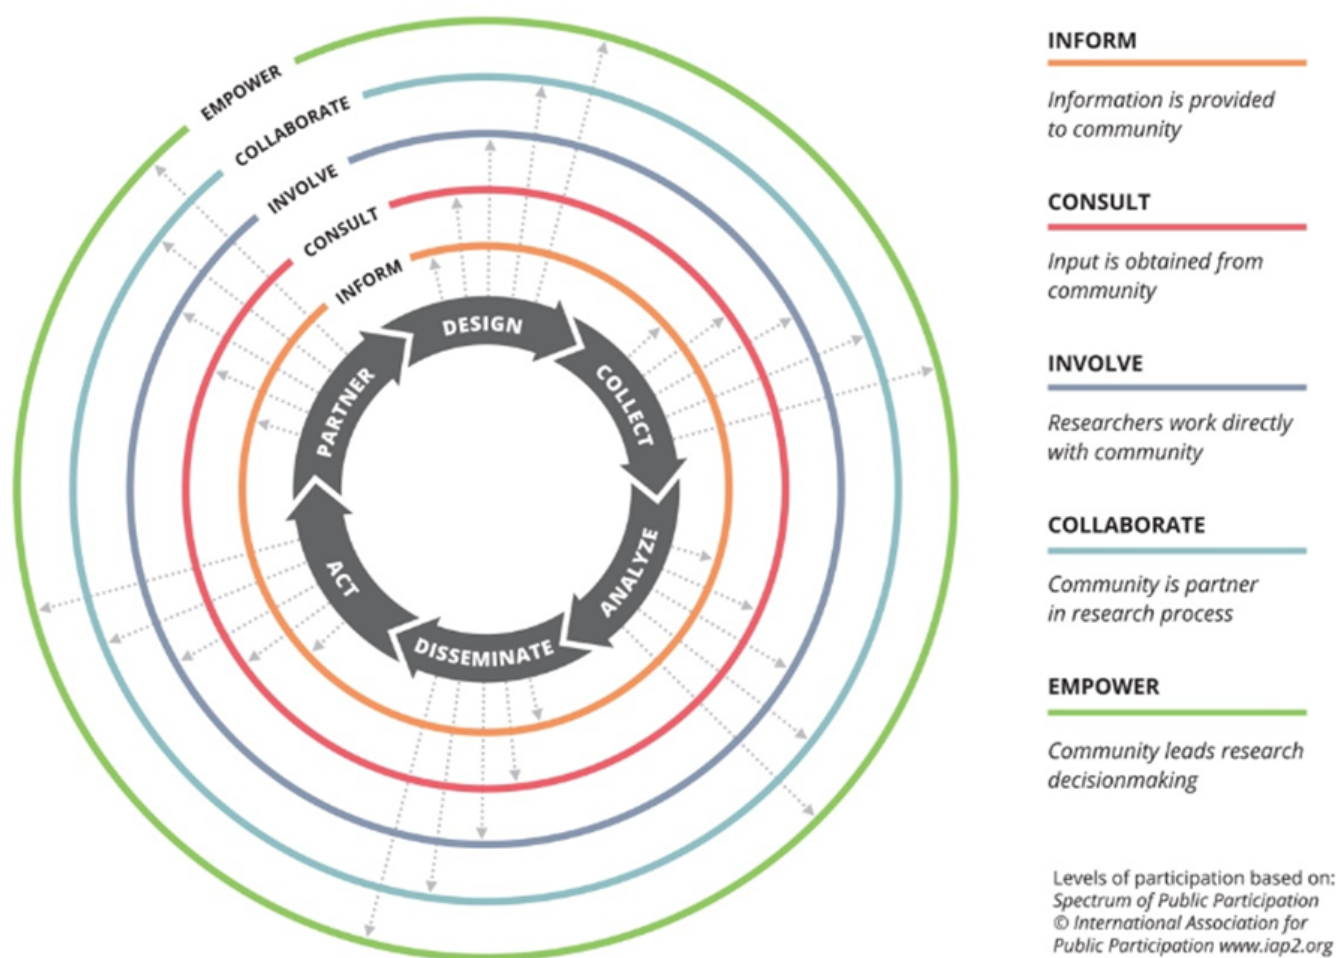 EMPOWER
COLLABORATE
INVOLVE
CONSULT
INFORM
DESIGN
COLLECT
ANALYZE
DISSEMINATE
ACT
PARTNER
INFORM
Information is provided
to community
CONSULT
Input is obtained from
community
INVOLVE
Researchers work directly
with community
COLLABORATE
Community is partner
in research process
EMPOWER
Community leads research
decisionmaking
Levels of participation based on:
Spectrum of Public Participation
© International Association for
Public Participation www.iap2.org